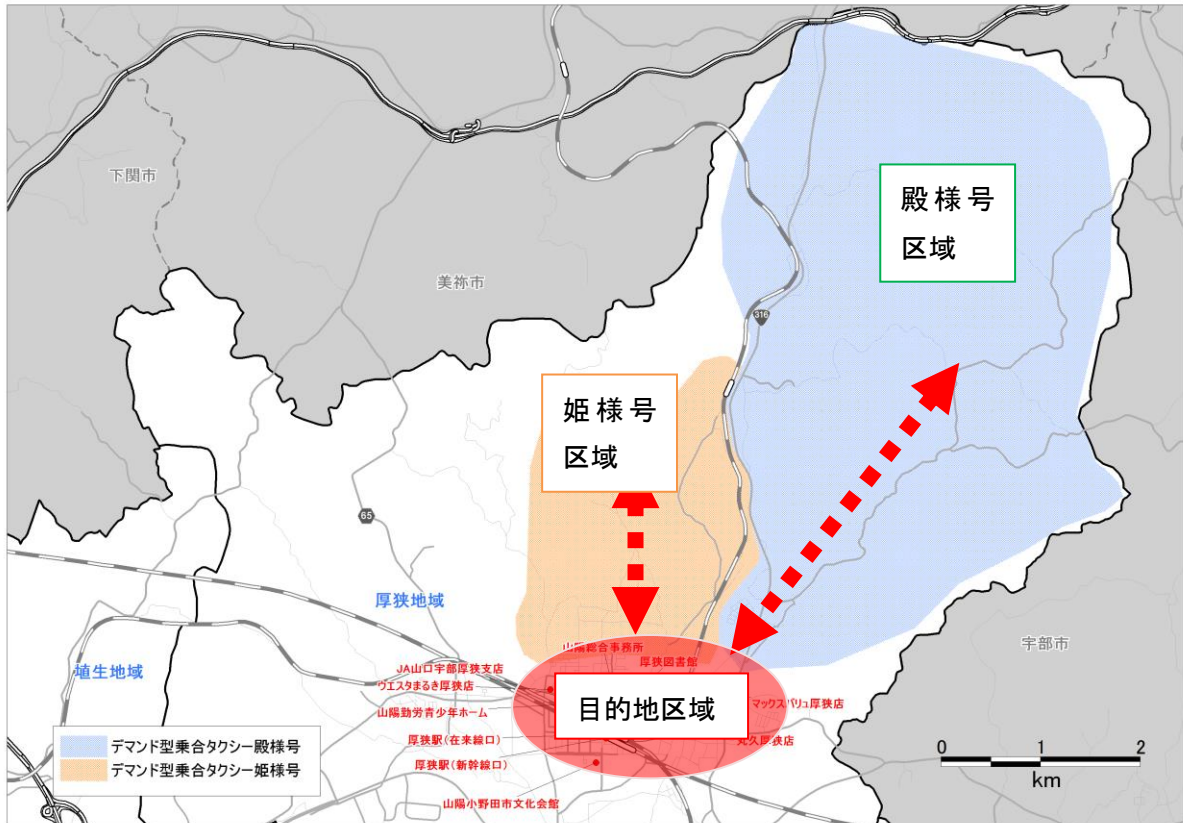 下関市
美祢市
殿様号
区域
316
姫様号
区域
65
厚狭地域
埴生地域
宇部市
山陽総合事務所
厚狭図書館
JA山口宇部厚狭支店
ウエスタまるき厚狭店
山陽勤労青少年ホーム
厚狭駅(在来線口)
厚狭駅(新幹線口)
山陽小野田市文化会館
目的地区域
マックスバリュ厚狭店
丸久厚狭店
デマンド型乗合タクシー殿様号
デマンド型乗合タクシー姫様号
0 1 2
km